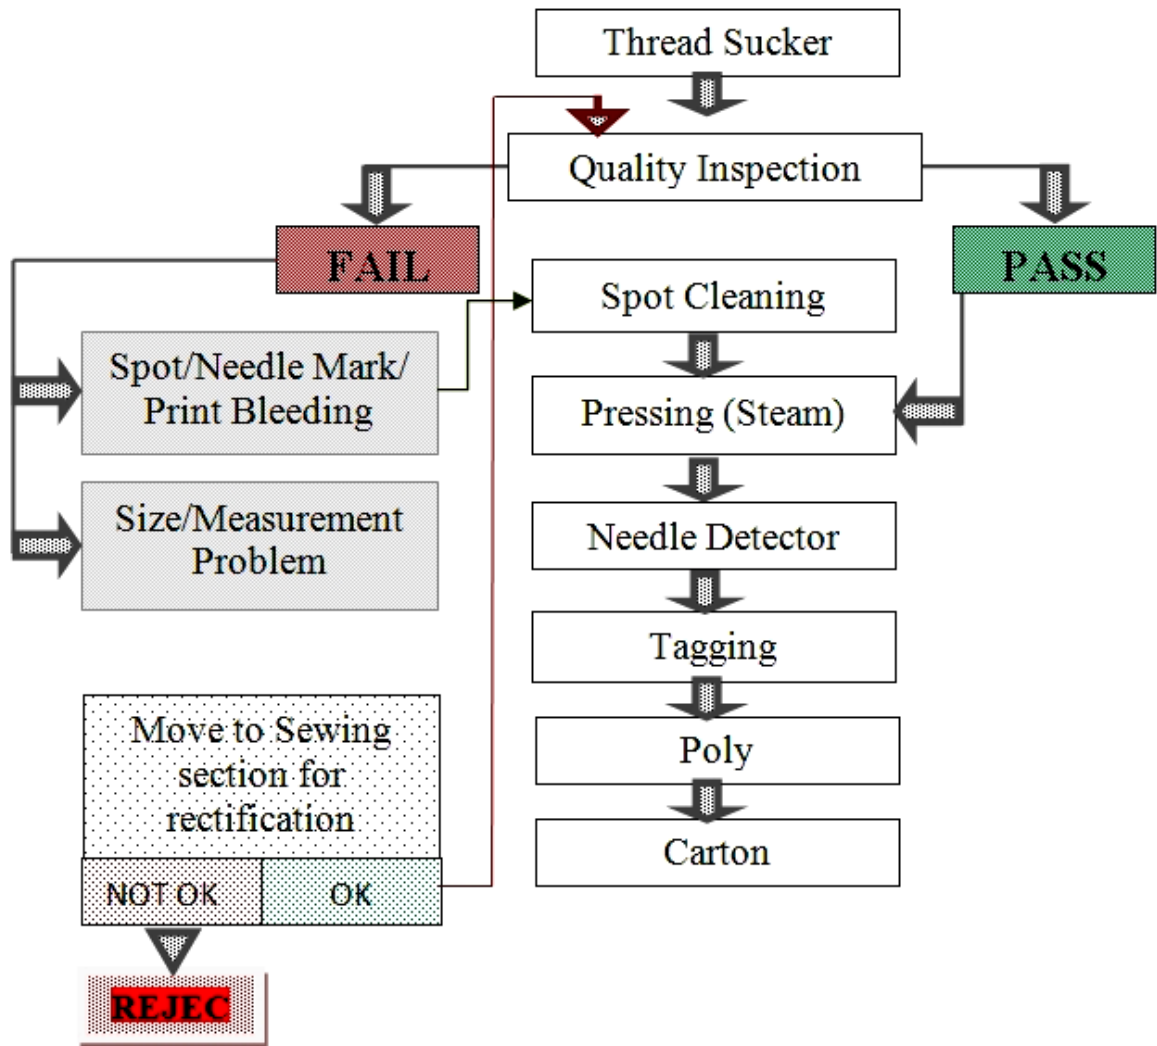 Thread Sucker
Quality Inspection
FAIL
PASS
Spot Cleaning
Spot/Needle Mark/
Print Bleeding
Pressing (Steam)
Size/Measurement
Problem
Needle Detector
Tagging
Move to Sewing
section for
rectification
Poly
Carton
NOT OK
OK
REJEC